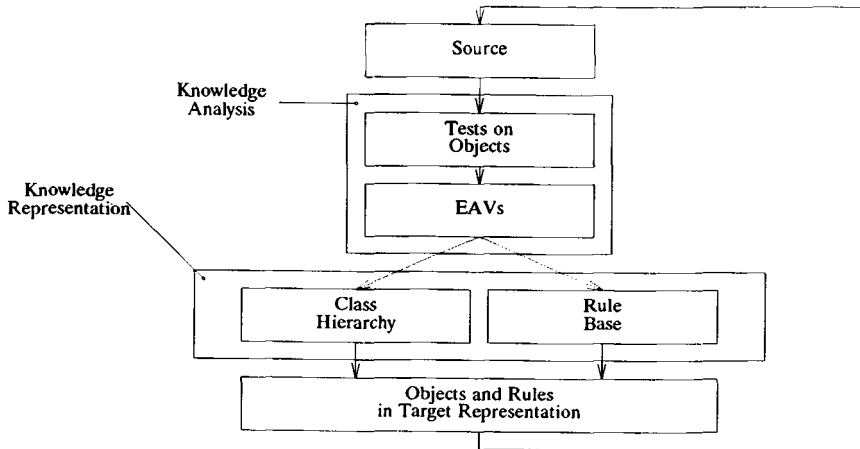 Source
Knowledge
Analysis
Tests on
Objects
EAVs
Knowledge
Representation
Class
Hierarchy
Rule
Base
Objects and Rules
in Target Representation